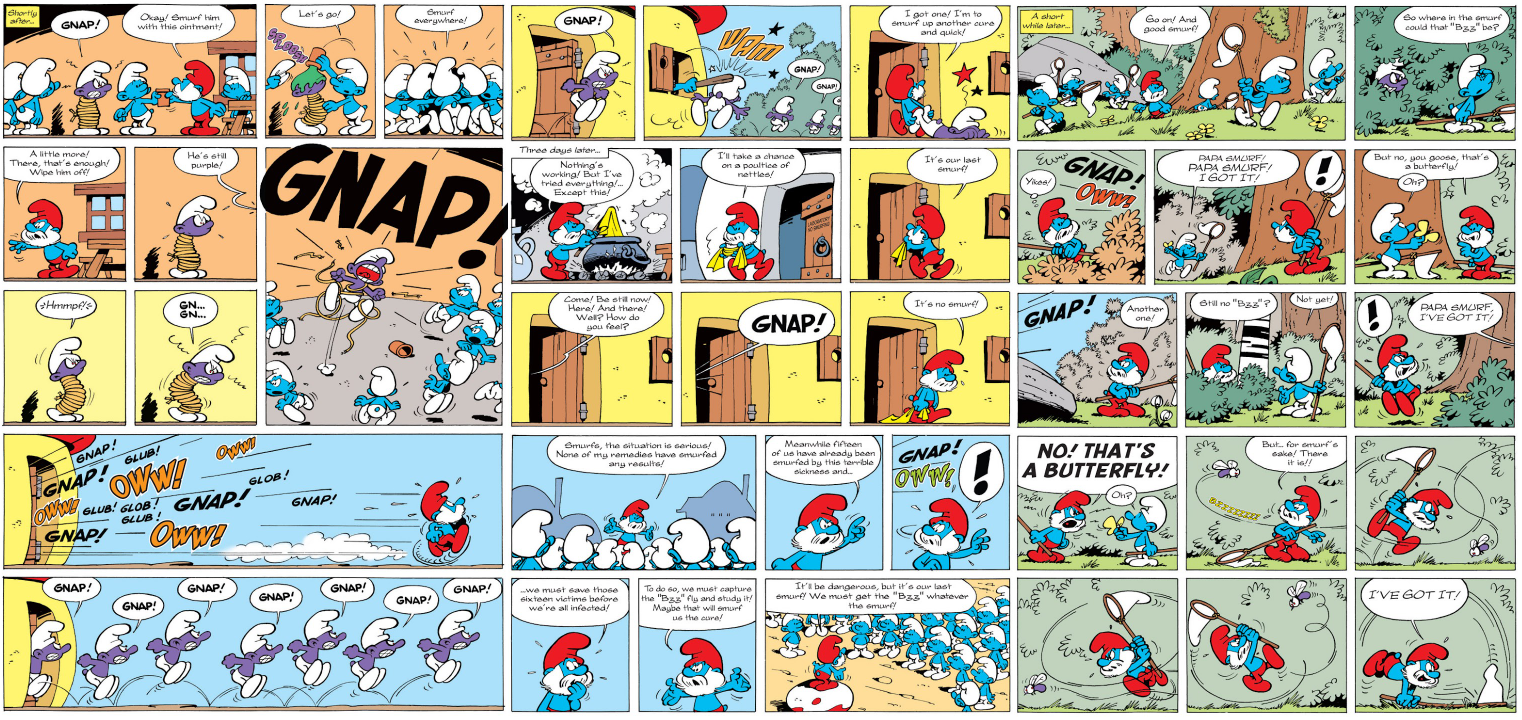 Shortly
after...
GNAP!
Okay! Smurf him
with this ointment!
Let's go!
SPLOOSH
Smurf
everywhere!
A little more!
There, that's enough!
Wipe him off!
He's still
purple!
GNAP!
Hmmpf!
GN...
GN...
GNAP!
GLUB!
OWW!
OWW!
GNAP!
GLOB!
OWW!
GLUB! GLOB!
GLUB!
GNAP!
GNAP!
GNAP!
OWW!
GNAP!
GNAP!
GNAP!
GNAP!
GNAP!
GNAP!
GNAP!
GNAP!
WAM
GNAP!
GNAP!
I got one! I'm to
smurf up another cure
and quick!
Three days later...
Nothing's
working! But I've
tried everything!...
Except this!
I'll take a chance
on a poultice of
nettles!
LABORATORY
NO SMURFING
It's our last
smurf!
Come! Be still now!
Here! And there!
Well? How do
you feel?
GNAP!
It's no smurf!
Smurfs, the situation is serious!
None of my remedies have smurfed
any results!
Meanwhile fifteen
of us have already been
smurfed by this terrible
sickness and...
GNAP!
OWW!
!
...we must save those
sixteen victims before
we're all infected!
To do so, we must capture
the "Bzz" fly and study it!
Maybe that will smurf
us the cure!
It'll be dangerous, but it's our last
smurf! We must get the "Bzz" whatever
the smurf!
A short
while later...
Go on! And
good smurf!
So where in the smurf
could that "Bzz" be?
Yikes!
GNAP!
OWW!
PAPA SMURF!
PAPA SMURF!
I GOT IT!
!
But no, you goose, that's
a butterfly!
Oh?
GNAP!
Another
one!
Still no "Bzz"?
Not yet!
!
PAPA SMURF,
I'VE GOT IT!
NO! THAT'S
A BUTTERFLY!
Oh?
But... for smurf's
sake! There
it is!!
BZZZZZZZ
I'VE GOT IT!